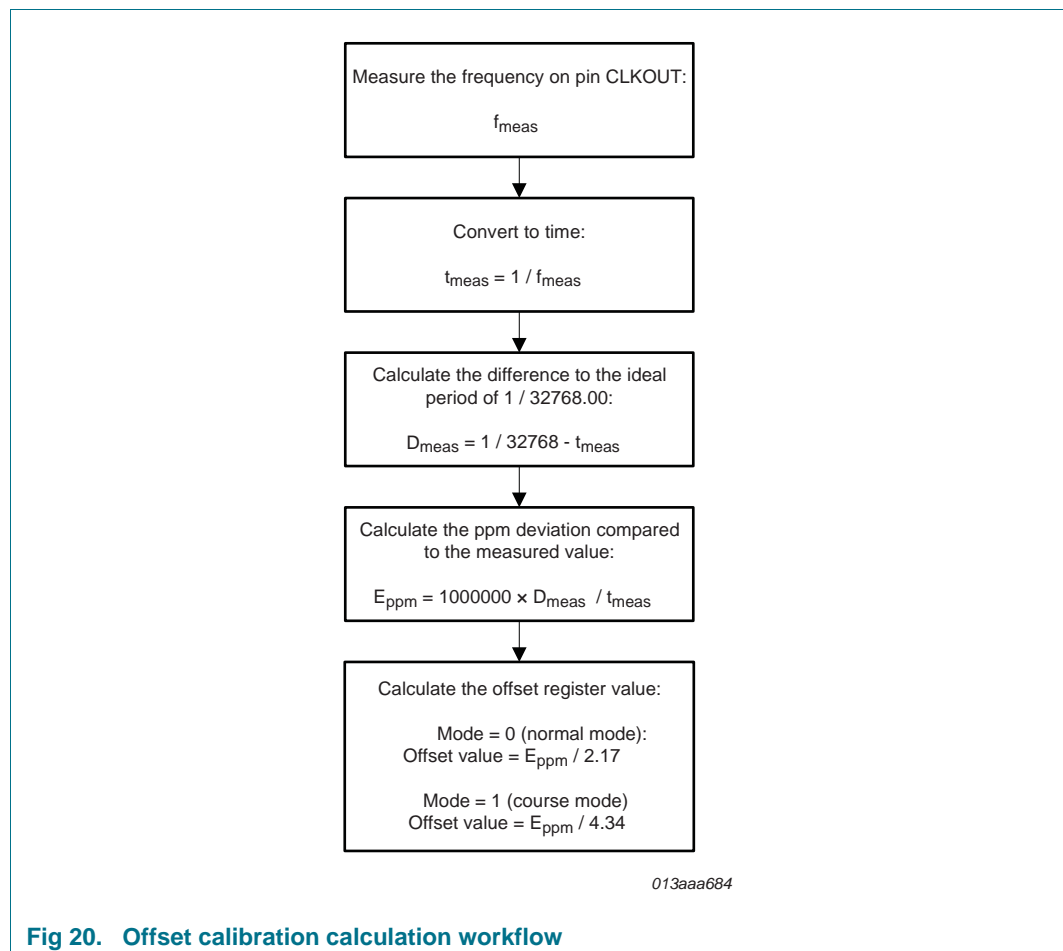 Measure the frequency on pin CLKOUT:
fmeas
Convert to time:
tmeas = 1 / fmeas
Calculate the difference to the ideal
period of 1 / 32768.00:
Dmeas = 1 / 32768 - tmeas
Calculate the ppm deviation compared
to the measured value:
Eppm = 1000000 × Dmeas / tmeas
Calculate the offset register value:
Mode = 0 (normal mode):
Offset value = Eppm / 2.17
Mode = 1 (course mode)
Offset value = Eppm / 4.34
013aaa684
Fig 20. Offset calibration calculation workflow